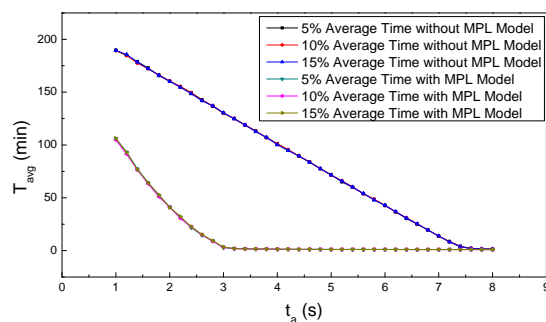 5% Average Time without MPL Model
10% Average Time without MPL Model
15% Average Time without MPL Model
5% Average Time with MPL Model
10% Average Time with MPL Model
15% Average Time with MPL Model
200
150
100
50
0
T_avg (min)
0 1 2 3 4 5 6 7 8 9
t_a (s)